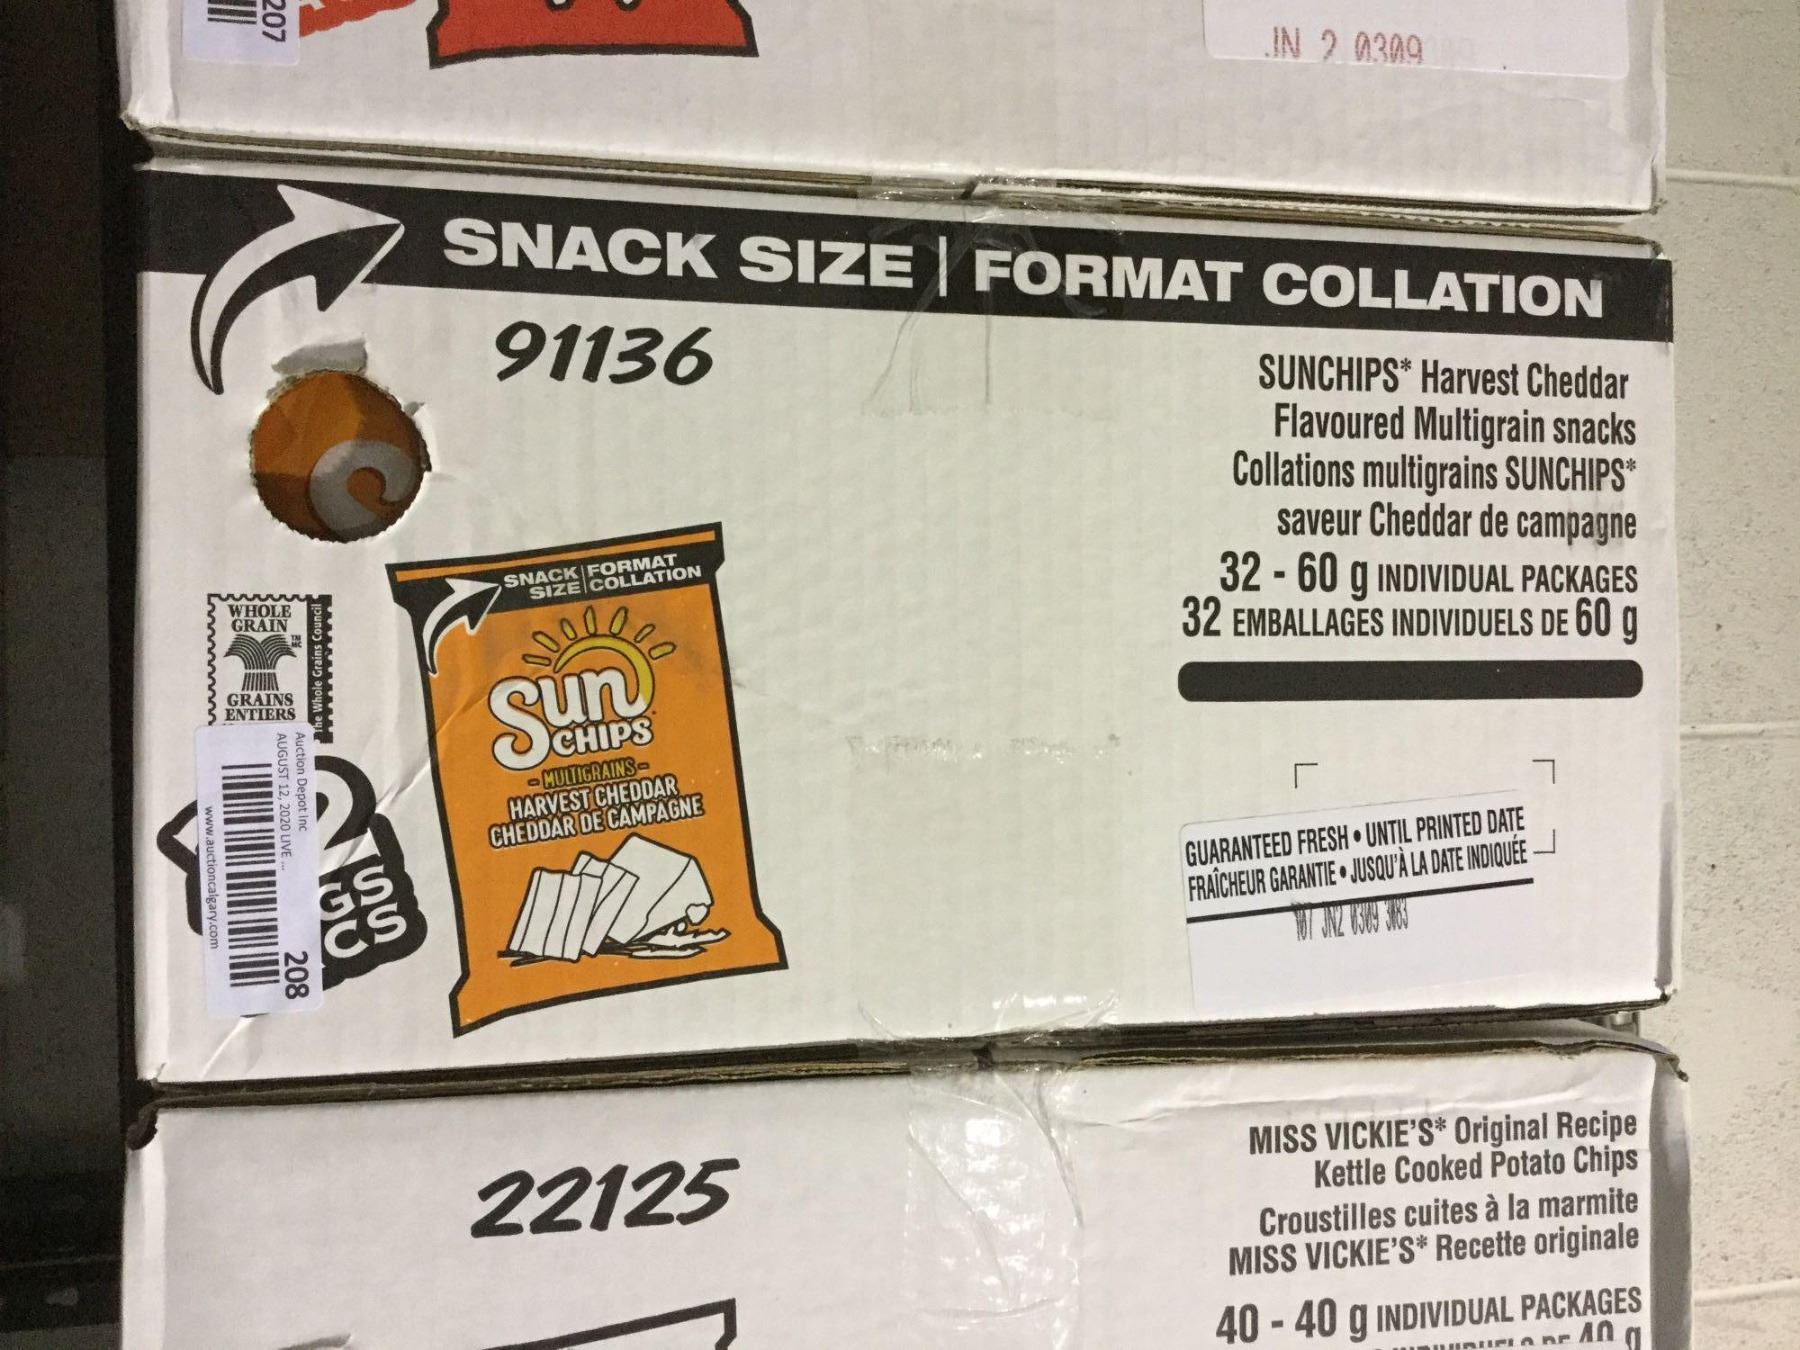 207
JN 2 0309
SNACK SIZE | FORMAT COLLATION
91136
SUNCHIPS* Harvest Cheddar
Flavoured Multigrain snacks
Collations multigrains SUNCHIPS*
saveur Cheddar de campagne
32 - 60 g INDIVIDUAL PACKAGES
32 EMBALLAGES INDIVIDUELS DE 60 g
WHOLE
GRAIN
GRAINS
ENTIERS
The Whole Grains Council
SNACK SIZE | FORMAT COLLATION
Sun
CHIPS
- MULTIGRAINS -
HARVEST CHEDDAR
CHEDDAR DE CAMPAGNE
Auction Depot Inc
AUGUST 12, 2020 LIVE ...
208
www.auctioncalgary.com
GUARANTEED FRESH • UNTIL PRINTED DATE
FRAÎCHEUR GARANTIE • JUSQU'À LA DATE INDIQUÉE
JN2 0309
22125
MISS VICKIE'S* Original Recipe
Kettle Cooked Potato Chips
Croustilles cuites à la marmite
MISS VICKIE'S* Recette originale
40 - 40 g INDIVIDUAL PACKAGES
DE 40 g